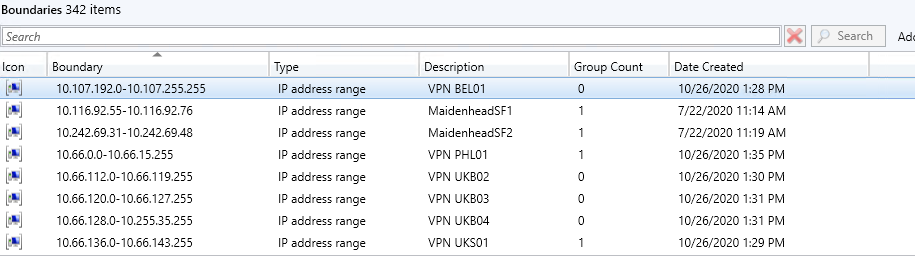 Boundaries 342 items
Search Search Add
Icon Boundary Type Description Group Count Date Created
10.107.192.0-10.107.255.255 IP address range VPN BEL01 0 10/26/2020 1:28 PM
10.116.92.55-10.116.92.76 IP address range MaidenheadSF1 1 7/22/2020 11:14 AM
10.242.69.31-10.242.69.48 IP address range MaidenheadSF2 1 7/22/2020 11:19 AM
10.66.0.0-10.66.15.255 IP address range VPN PHL01 1 10/26/2020 1:35 PM
10.66.112.0-10.66.119.255 IP address range VPN UKB02 0 10/26/2020 1:30 PM
10.66.120.0-10.66.127.255 IP address range VPN UKB03 0 10/26/2020 1:31 PM
10.66.128.0-10.255.35.255 IP address range VPN UKB04 0 10/26/2020 1:31 PM
10.66.136.0-10.66.143.255 IP address range VPN UKS01 1 10/26/2020 1:29 PM